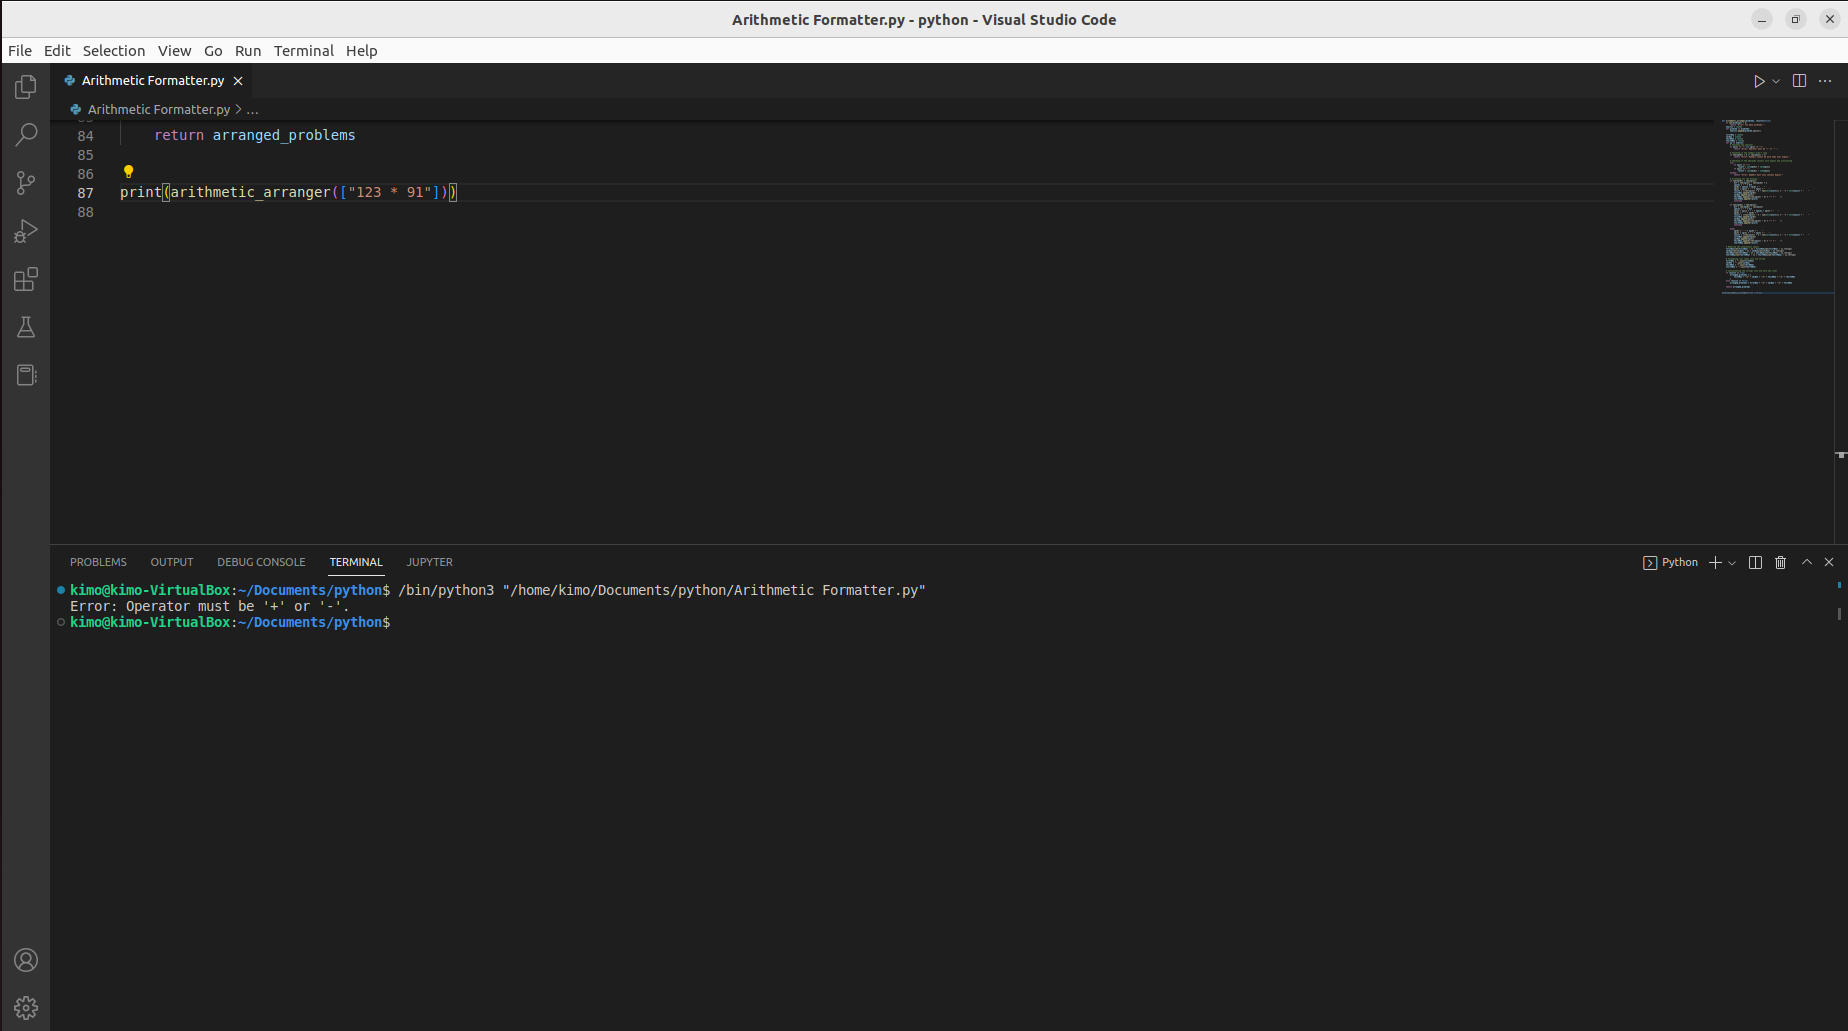 Arithmetic Formatter.py - python - Visual Studio Code
File Edit Selection View Go Run Terminal Help
Arithmetic Formatter.py
Arithmetic Formatter.py > ...
84 return arranged_problems
85
86
87 print(arithmetic_arranger(["123 * 91"]))
88
PROBLEMS OUTPUT DEBUG CONSOLE TERMINAL JUPYTER
Python
kimo@kimo-VirtualBox:~/Documents/python$ /bin/python3 "/home/kimo/Documents/python/Arithmetic Formatter.py"
Error: Operator must be '+' or '-'.
kimo@kimo-VirtualBox:~/Documents/python$